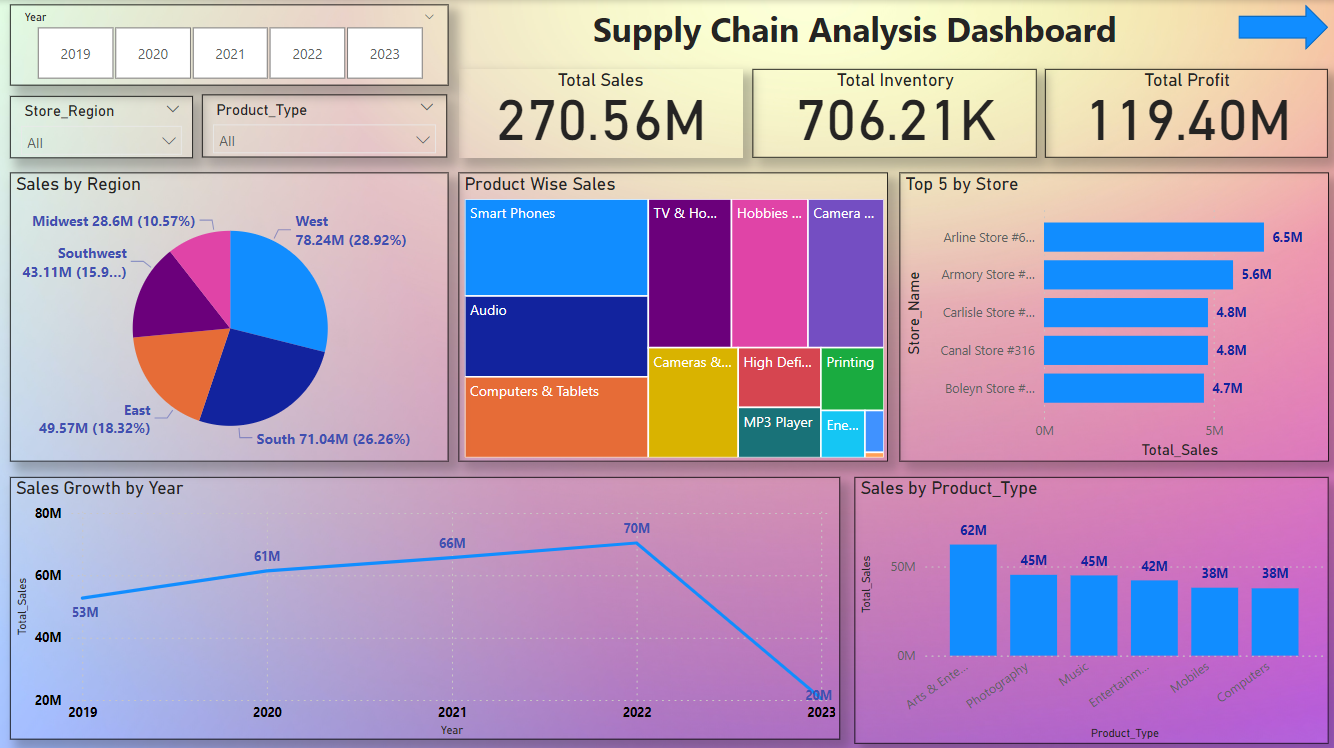 Year
2019
2020
2021
2022
2023
Supply Chain Analysis Dashboard
Store_Region
All
Product_Type
All
Total Sales
270.56M
Total Inventory
706.21K
Total Profit
119.40M
Sales by Region
Midwest 28.6M (10.57%)
West
78.24M (28.92%)
Southwest
43.11M (15.9...)
East
49.57M (18.32%)
South 71.04M (26.26%)
Product Wise Sales
Smart Phones
Audio
Computers & Tablets
TV & Ho...
Hobbies ...
Camera ...
Cameras &...
High Defi...
Printing
MP3 Player
Ene...
Top 5 by Store
Store_Name
Arline Store #6...
6.5M
Armory Store #...
5.6M
Carlisle Store #...
4.8M
Canal Store #316
4.8M
Boleyn Store #...
4.7M
0M
5M
Total_Sales
Sales Growth by Year
Total_Sales
80M
60M
40M
20M
53M
61M
66M
70M
20M
2019
2020
2021
2022
2023
Year
Sales by Product_Type
Total_Sales
50M
0M
62M
45M
45M
42M
38M
38M
Arts & Ente...
Photography
Music
Entertainm...
Mobiles
Computers
Product_Type